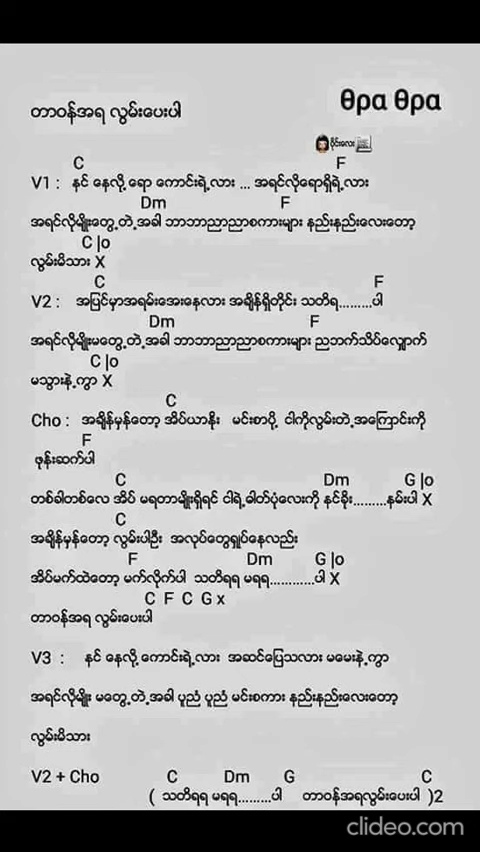 တာဝန်အရ လွမ်းပေးပါ
θρα θρα
ဝိုင်းလေး
C F
V1 : နင် နေလို့ ရော ကောင်းရဲ့လား ... အရင်လိုရောရှိရဲ့လား
Dm F
အရင်လိုမျိုးတွေ့တဲ့အခါ ဘာဘာညာညာစကားများ နည်းနည်းလေးတော့
C |o
လွမ်းမိသား X
C F
V2 : အပြင်မှာအရမ်းအေးနေလား အချိန်ရှိတိုင်း သတိရ.........ပါ
Dm F
အရင်လိုမျိုးမတွေ့တဲ့အခါ ဘာဘာညာညာစကားများ ညဘက်သိပ်လျှောက်
C |o
မသွားနဲ့ကွာ X
C
Cho : အချိန်မှန်တော့ အိပ်ယာနိုး မင်းစာပို့ ငါ့ကိုလွမ်းတဲ့အကြောင်းကို
F
ဖုန်းဆက်ပါ
C Dm G |o
တစ်ခါတစ်လေ အိပ် မရတာမျိုးရှိရင် ငါရဲ့ဓါတ်ပုံလေးကို နင်ခိုး.........နမ်းပါ X
C
အချိန်မှန်တော့ လွမ်းပါဦး အလုပ်တွေရှုပ်နေလည်း
F Dm G |o
အိပ်မက်ထဲတော့ မက်လိုက်ပါ သတိရရ မရရ............ပါ X
C F C G x
တာဝန်အရ လွမ်းပေးပါ
V3 : နင် နေလို့ ကောင်းရဲ့လား အဆင်ပြေသလား မမေးနဲ့ကွာ
အရင်လိုမျိုး မတွေ့တဲ့အခါ ပူညံ ပူညံ မင်းစကား နည်းနည်းလေးတော့
လွမ်းမိသား
V2 + Cho C Dm G C
( သတိရရ မရရ.........ပါ တာဝန်အရလွမ်းပေးပါ )2
clideo.com